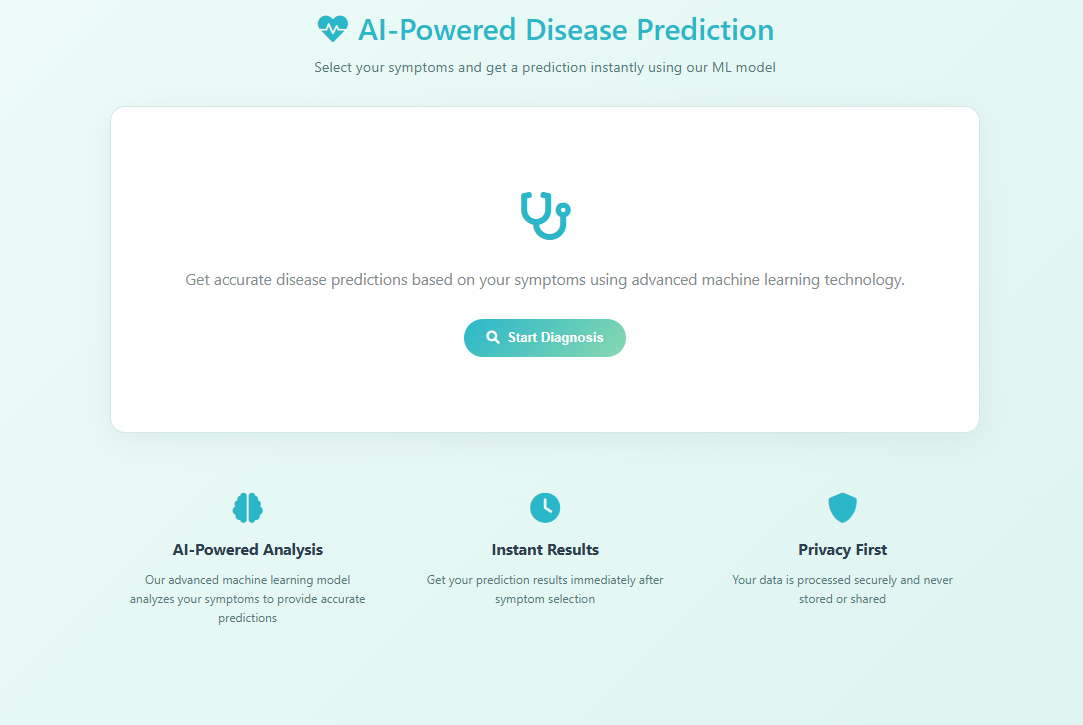 AI-Powered Disease Prediction
Select your symptoms and get a prediction instantly using our ML model
Get accurate disease predictions based on your symptoms using advanced machine learning technology.
Start Diagnosis
AI-Powered Analysis
Our advanced machine learning model
analyzes your symptoms to provide accurate
predictions
Instant Results
Get your prediction results immediately after
symptom selection
Privacy First
Your data is processed securely and never
stored or shared